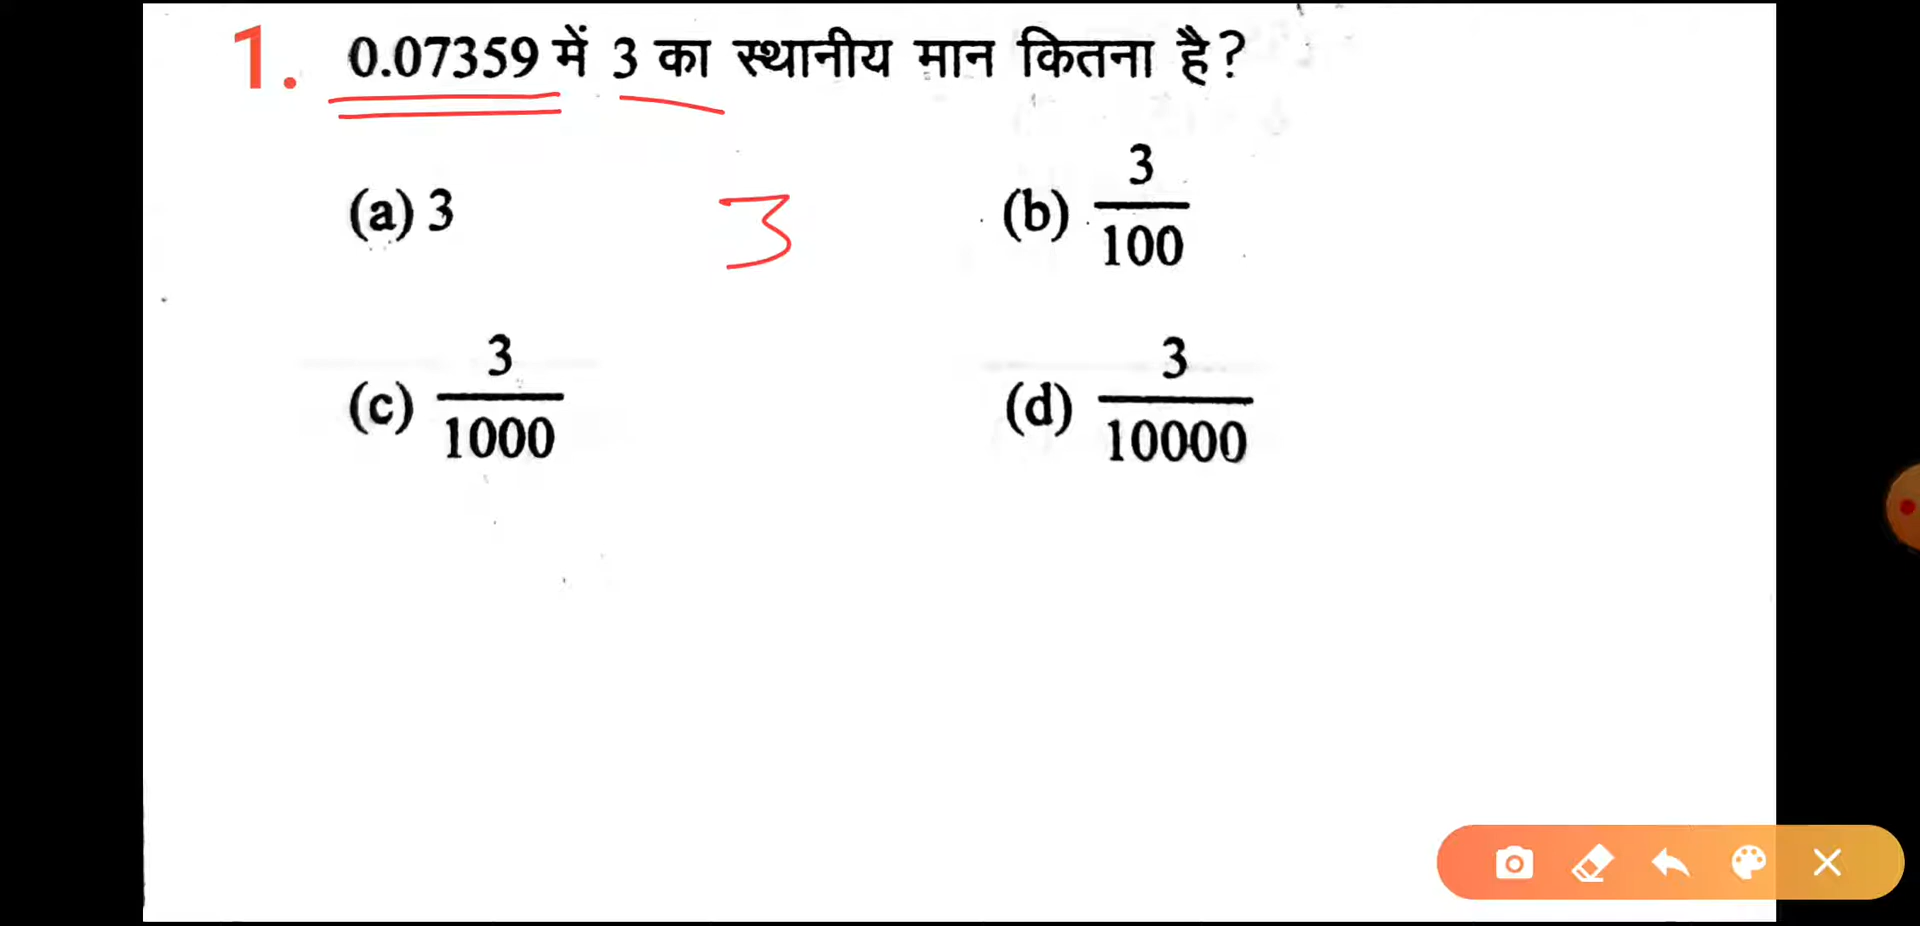 1. 0.07359 में 3 का स्थानीय मान कितना है?
(a) 3
3
(b) 3/100
(c) 3/1000
(d) 3/10000